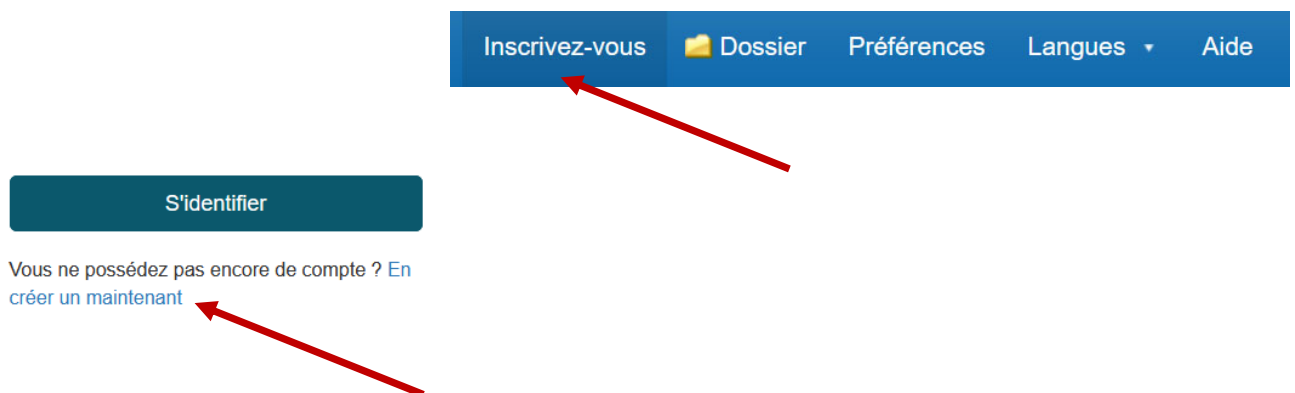 Inscrivez-vous Dossier Préférences Langues Aide
S'identifier
Vous ne possédez pas encore de compte ? En
créer un maintenant